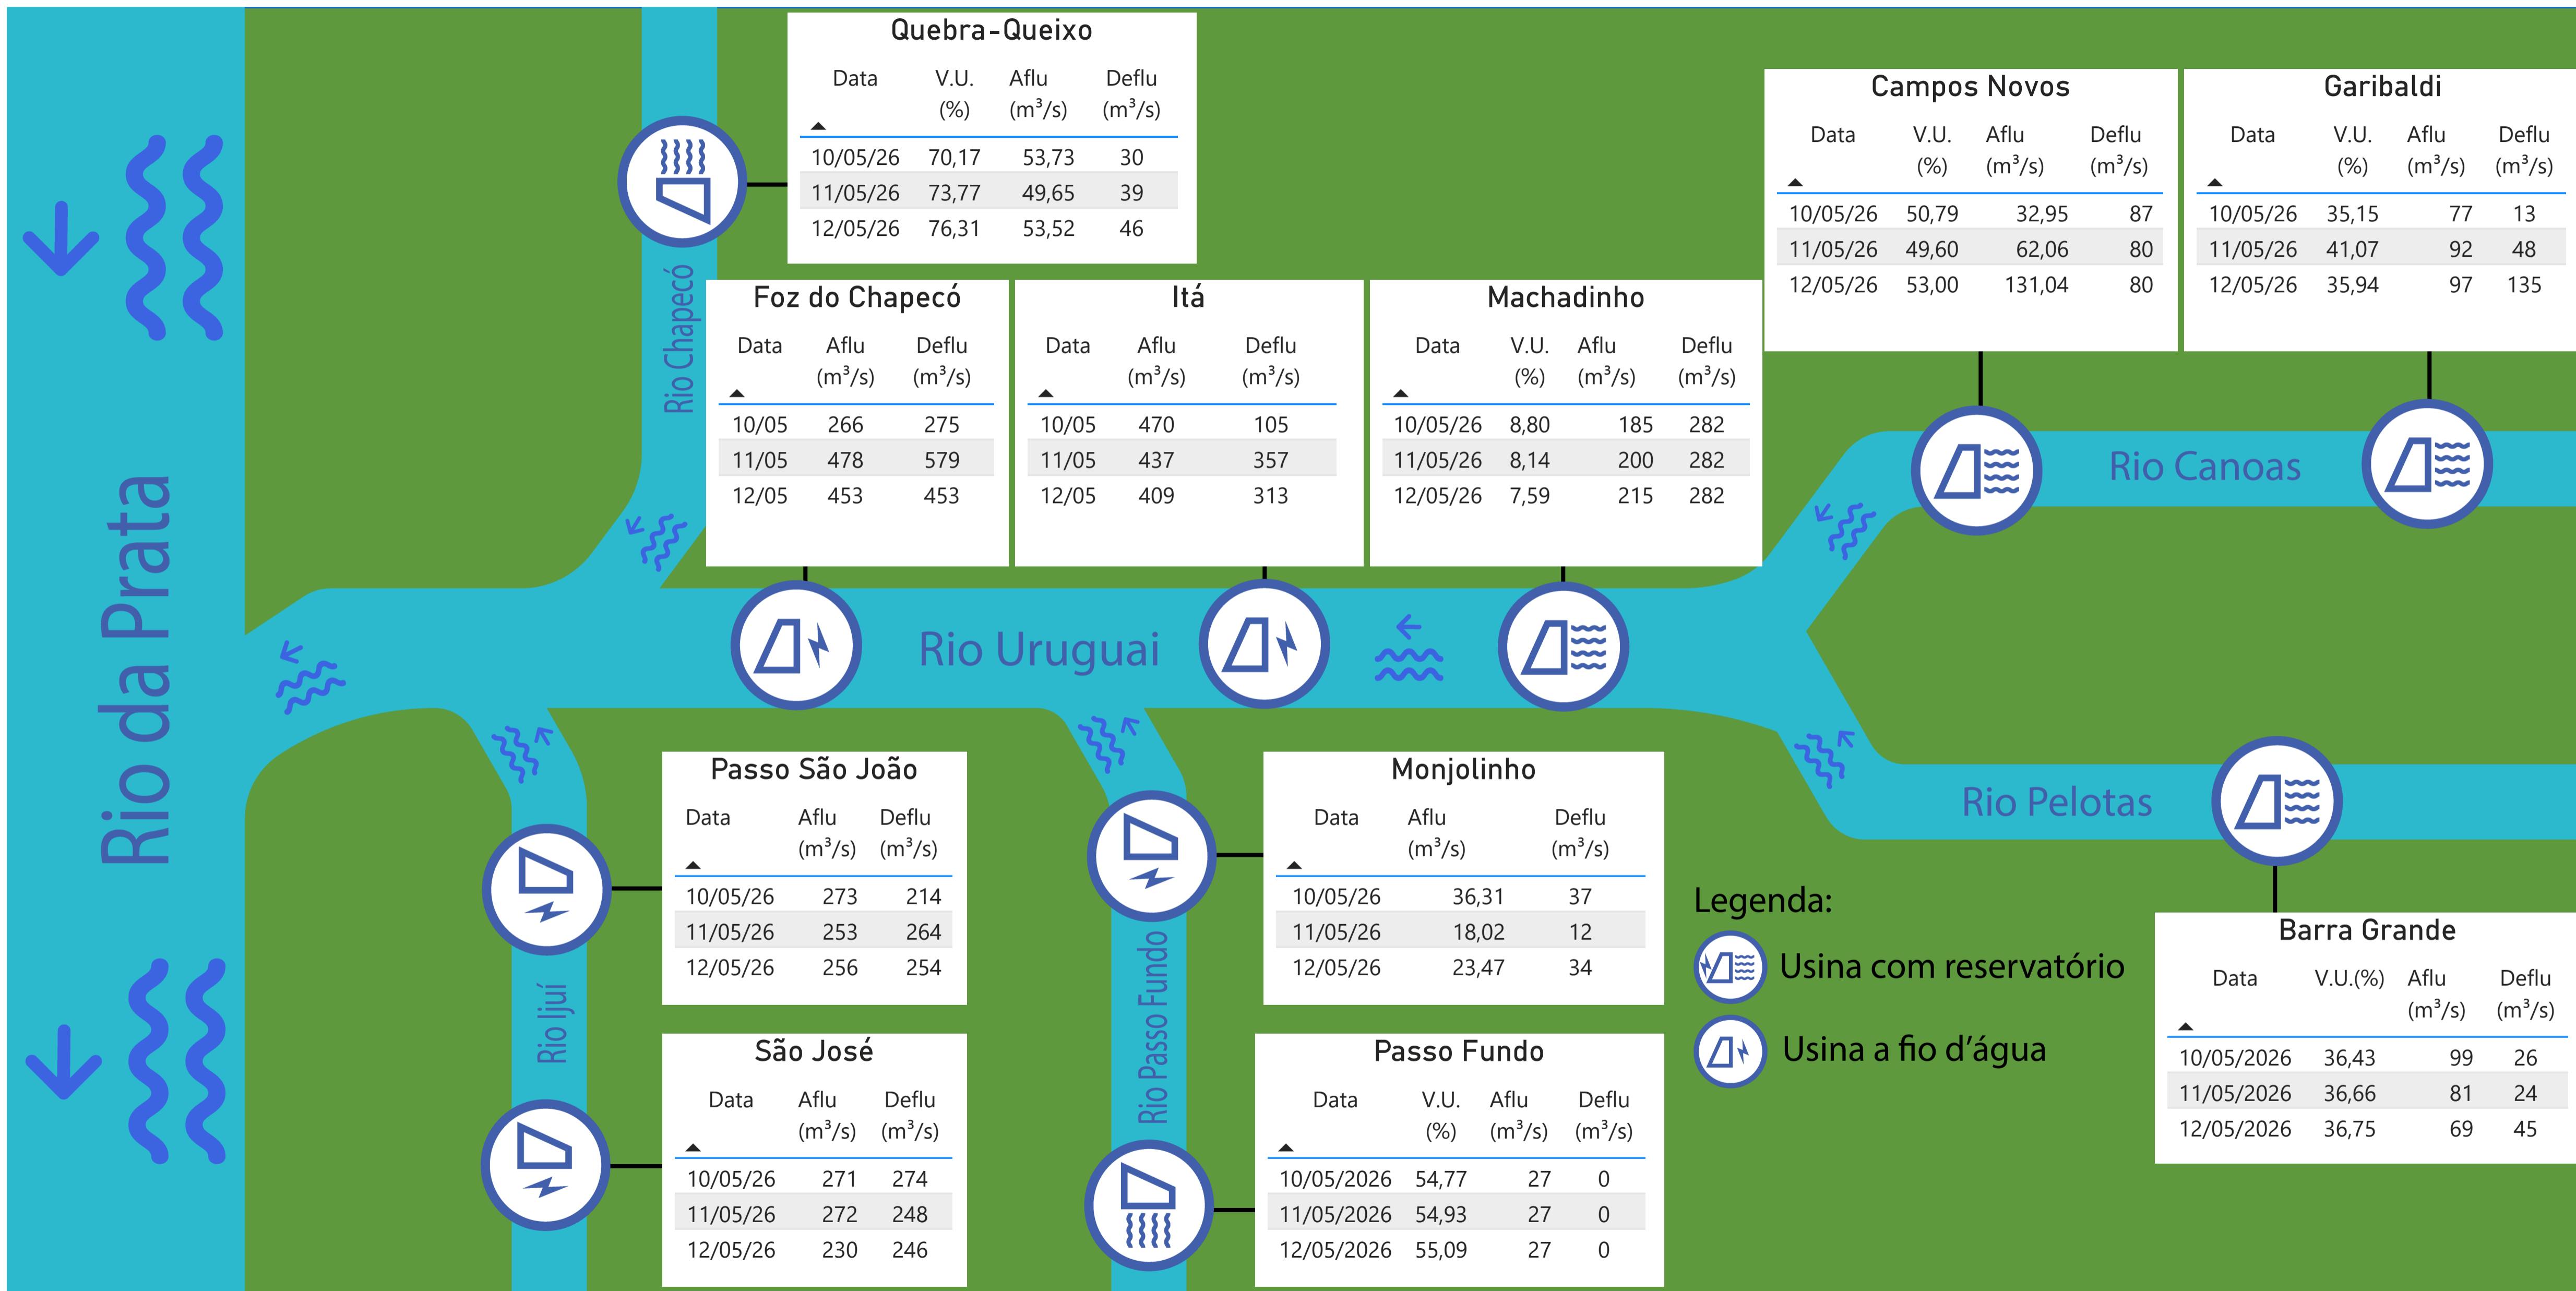 Quebra-Queixo
Data V.U. (%) Aflu (m³/s) Deflu (m³/s)
10/05/26 70,17 53,73 30
11/05/26 73,77 49,65 39
12/05/26 76,31 53,52 46
Campos Novos
Data V.U. (%) Aflu (m³/s) Deflu (m³/s)
10/05/26 50,79 32,95 87
11/05/26 49,60 62,06 80
12/05/26 53,00 131,04 80
Garibaldi
Data V.U. (%) Aflu (m³/s) Deflu (m³/s)
10/05/26 35,15 77 13
11/05/26 41,07 92 48
12/05/26 35,94 97 135
Rio Chapecó
Foz do Chapecó
Data Aflu (m³/s) Deflu (m³/s)
10/05 266 275
11/05 478 579
12/05 453 453
Itá
Data Aflu (m³/s) Deflu (m³/s)
10/05 470 105
11/05 437 357
12/05 409 313
Machadinho
Data V.U. (%) Aflu (m³/s) Deflu (m³/s)
10/05/26 8,80 185 282
11/05/26 8,14 200 282
12/05/26 7,59 215 282
Rio Canoas
Rio da Prata
Rio Uruguai
Rio Pelotas
Passo São João
Data Aflu (m³/s) Deflu (m³/s)
10/05/26 273 214
11/05/26 253 264
12/05/26 256 254
Monjolinho
Data Aflu (m³/s) Deflu (m³/s)
10/05/26 36,31 37
11/05/26 18,02 12
12/05/26 23,47 34
Legenda:
Usina com reservatório
Usina a fio d’água
Barra Grande
Data V.U.(%) Aflu (m³/s) Deflu (m³/s)
10/05/2026 36,43 99 26
11/05/2026 36,66 81 24
12/05/2026 36,75 69 45
Rio Ijuí
São José
Data Aflu (m³/s) Deflu (m³/s)
10/05/26 271 274
11/05/26 272 248
12/05/26 230 246
Rio Passo Fundo
Passo Fundo
Data V.U. (%) Aflu (m³/s) Deflu (m³/s)
10/05/2026 54,77 27 0
11/05/2026 54,93 27 0
12/05/2026 55,09 27 0